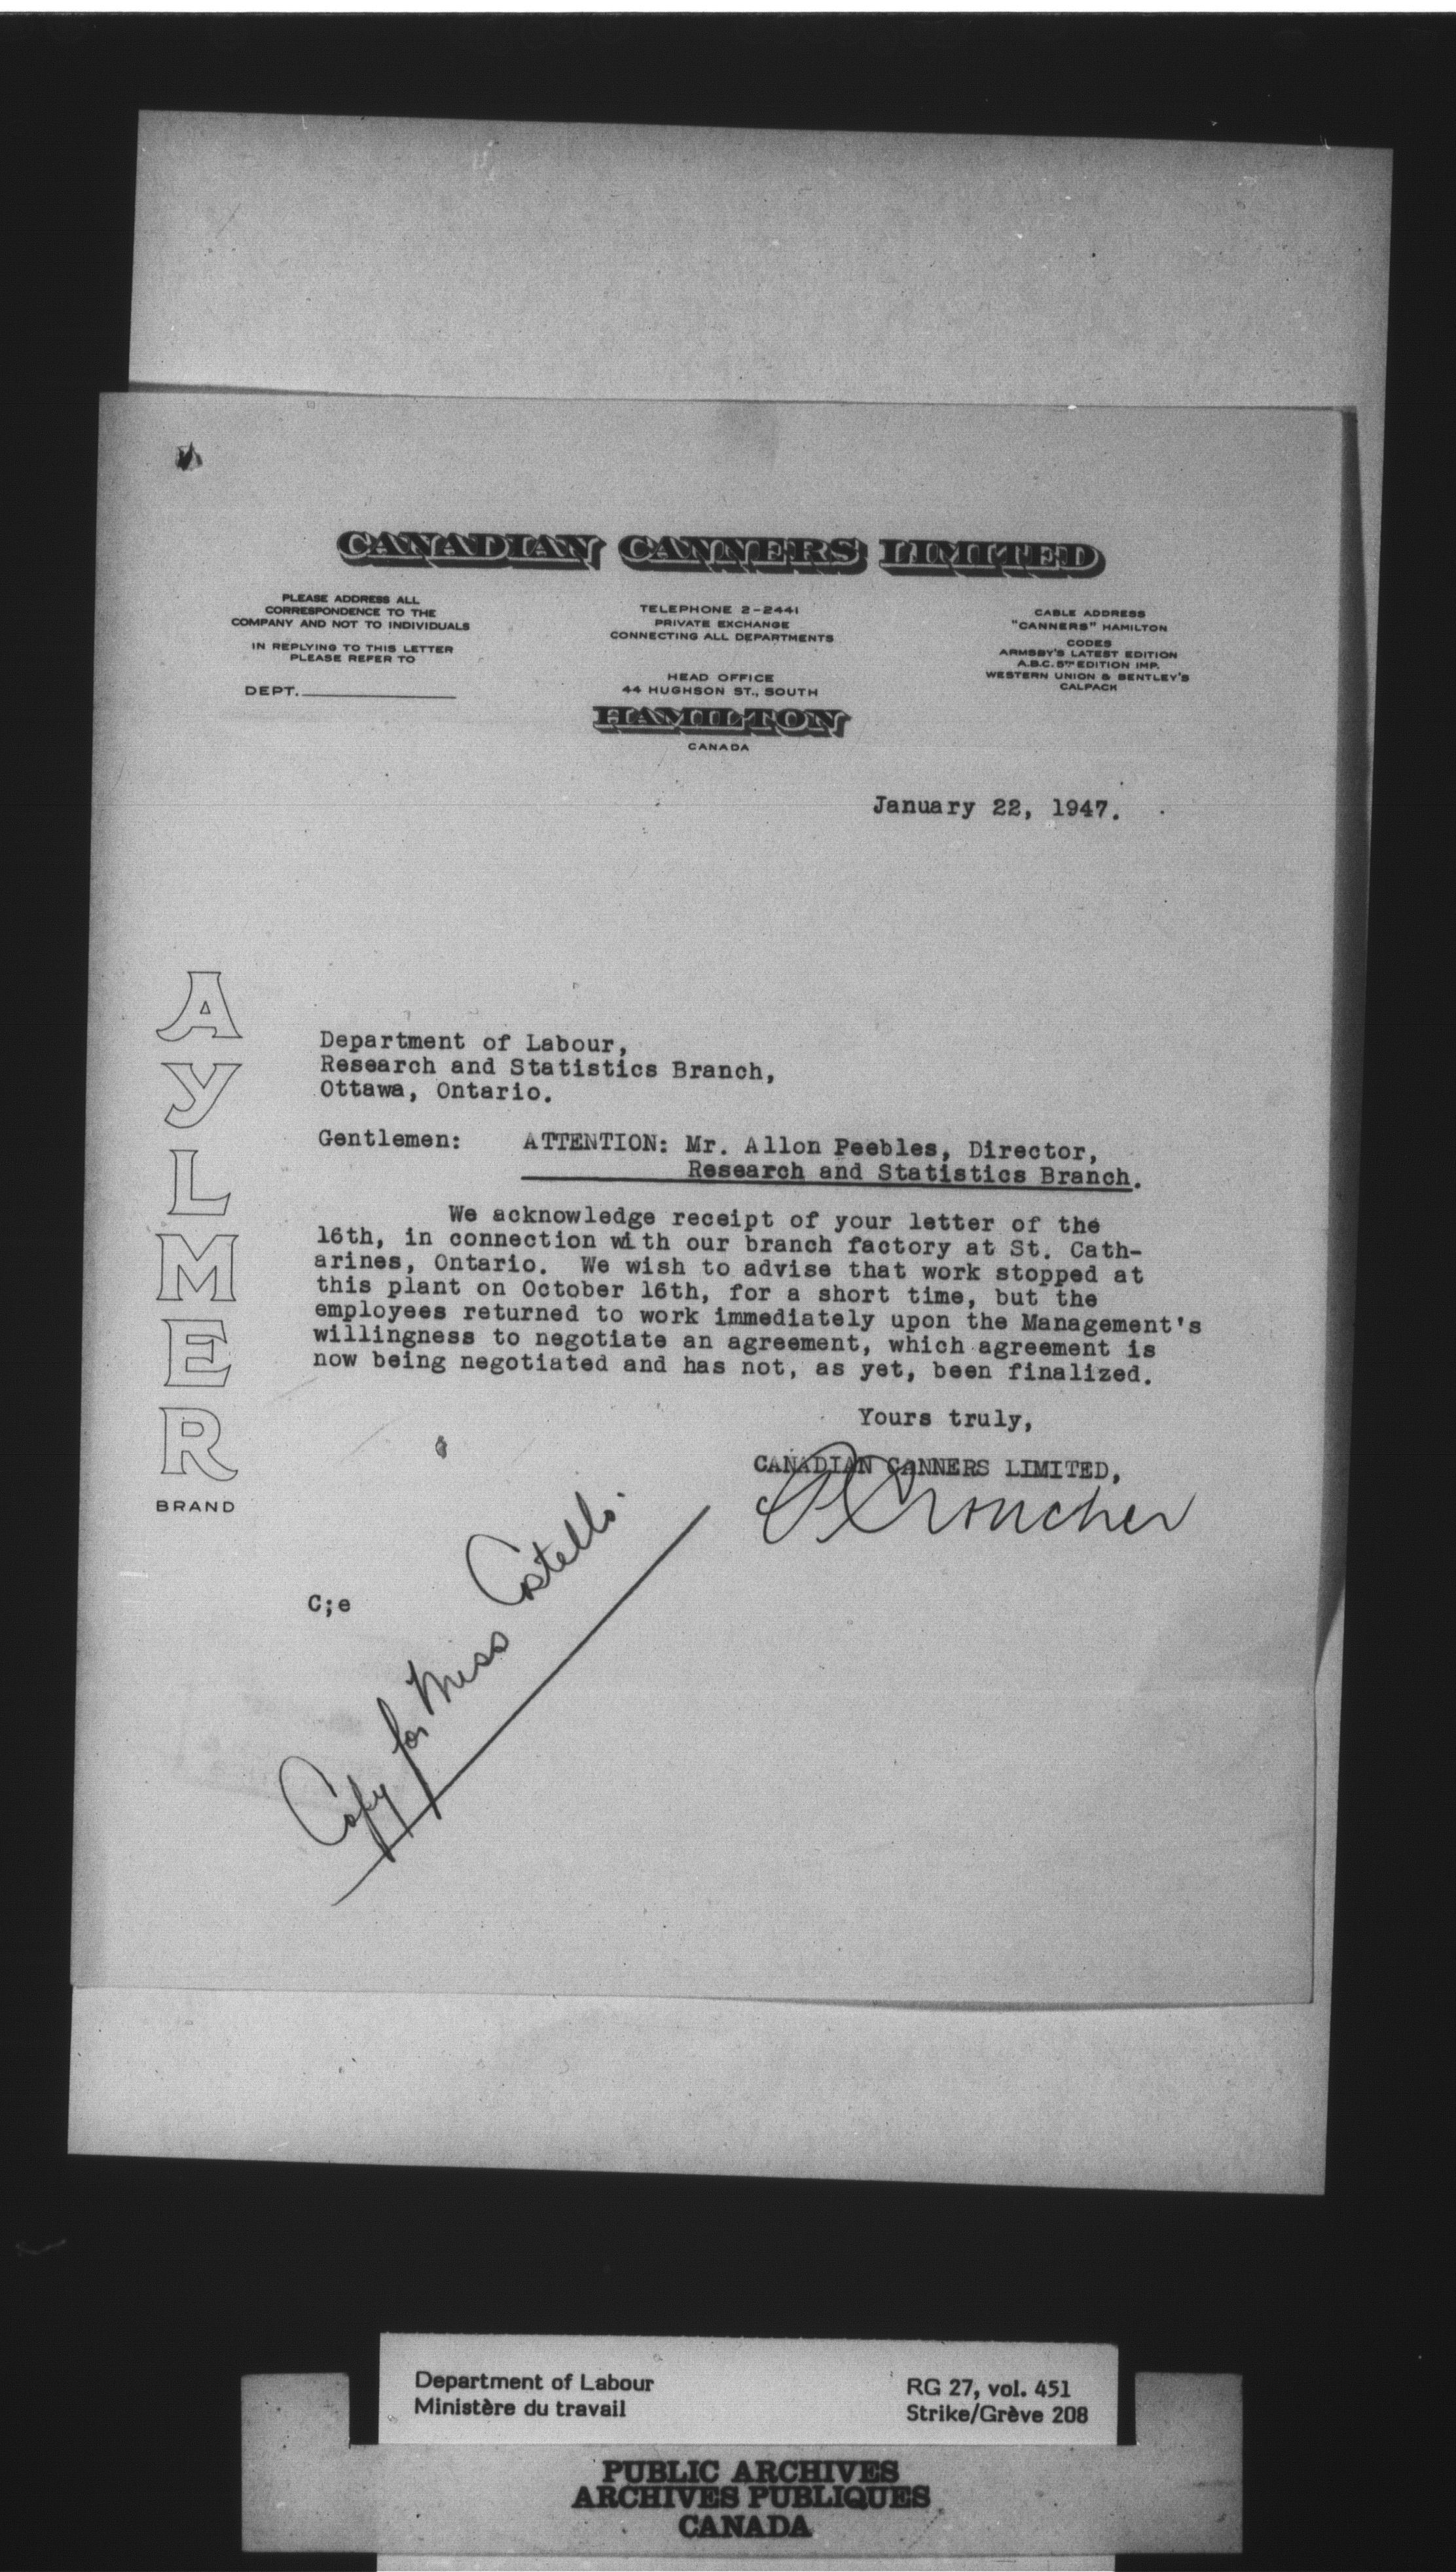 CANADIAN CANNERS LIMITED
PLEASE ADDRESS ALL
CORRESPONDENCE TO THE
COMPANY AND NOT TO INDIVIDUALS
IN REPLYING TO THIS LETTER
PLEASE REFER TO
DEPT.
TELEPHONE 2-2441
PRIVATE EXCHANGE
CONNECTING ALL DEPARTMENTS
HEAD OFFICE
44 HUGHSON ST., SOUTH
HAMILTON
CANADA
CABLE ADDRESS
"CANNERS" HAMILTON
CODES
ARMSBY'S LATEST EDITION
A.B.C. 5TH EDITION IMP.
WESTERN UNION & BENTLEY'S
CALPACK
January 22, 1947.
AYLMER
BRAND
Department of Labour,
Research and Statistics Branch,
Ottawa, Ontario.
Gentlemen: ATTENTION: Mr. Allon Peebles, Director,
Research and Statistics Branch.
We acknowledge receipt of your letter of the
16th, in connection with our branch factory at St. Cath-
arines, Ontario. We wish to advise that work stopped at
this plant on October 16th, for a short time, but the
employees returned to work immediately upon the Management's
willingness to negotiate an agreement, which agreement is
now being negotiated and has not, as yet, been finalized.
Yours truly,
CANADIAN CANNERS LIMITED,
Croucher
C;e
Copy for Miss Costello.
Department of Labour
Ministère du travail
RG 27, vol. 451
Strike/Grève 208
PUBLIC ARCHIVES
ARCHIVES PUBLIQUES
CANADA